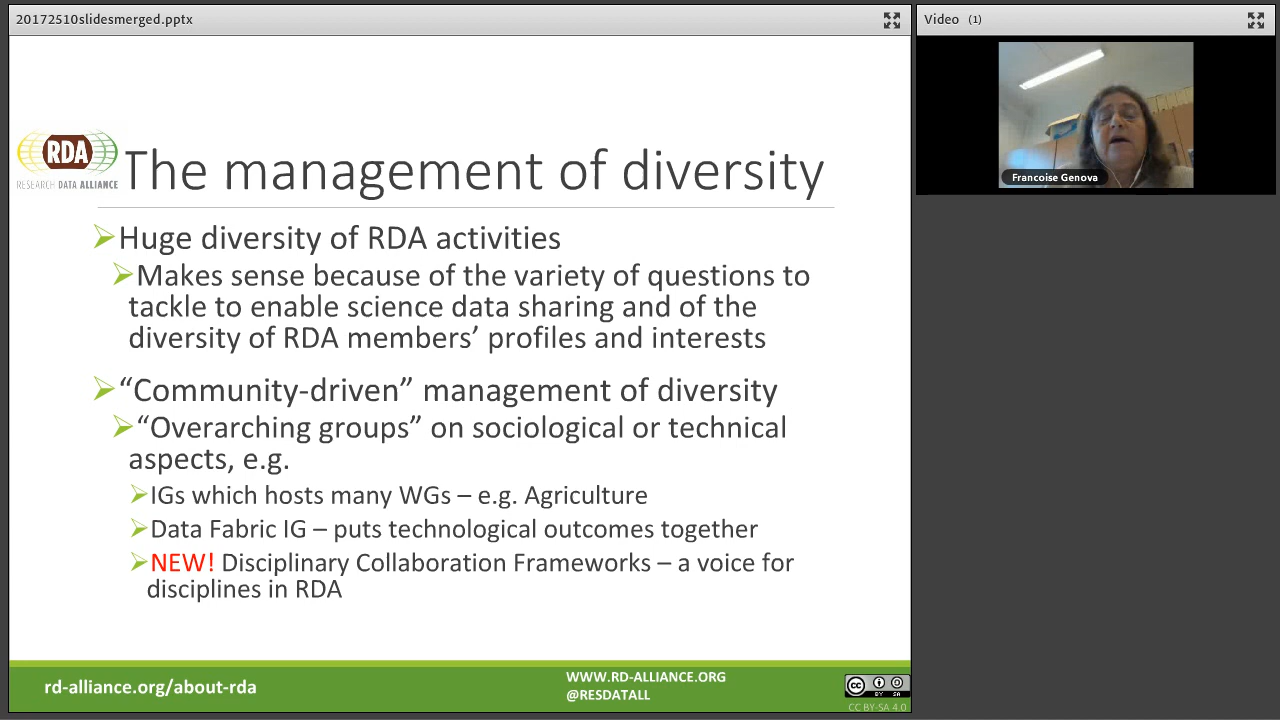 20172510slidesmerged.pptx
Video (1)
Francoise Genova
RDA
RESEARCH DATA ALLIANCE
The management of diversity
Huge diversity of RDA activities
Makes sense because of the variety of questions to
tackle to enable science data sharing and of the
diversity of RDA members’ profiles and interests
“Community-driven” management of diversity
“Overarching groups” on sociological or technical
aspects, e.g.
IGs which hosts many WGs – e.g. Agriculture
Data Fabric IG – puts technological outcomes together
NEW! Disciplinary Collaboration Frameworks – a voice for
disciplines in RDA
rd-alliance.org/about-rda
WWW.RD-ALLIANCE.ORG
@RESDATALL
cc BY SA
CC BY-SA 4.0